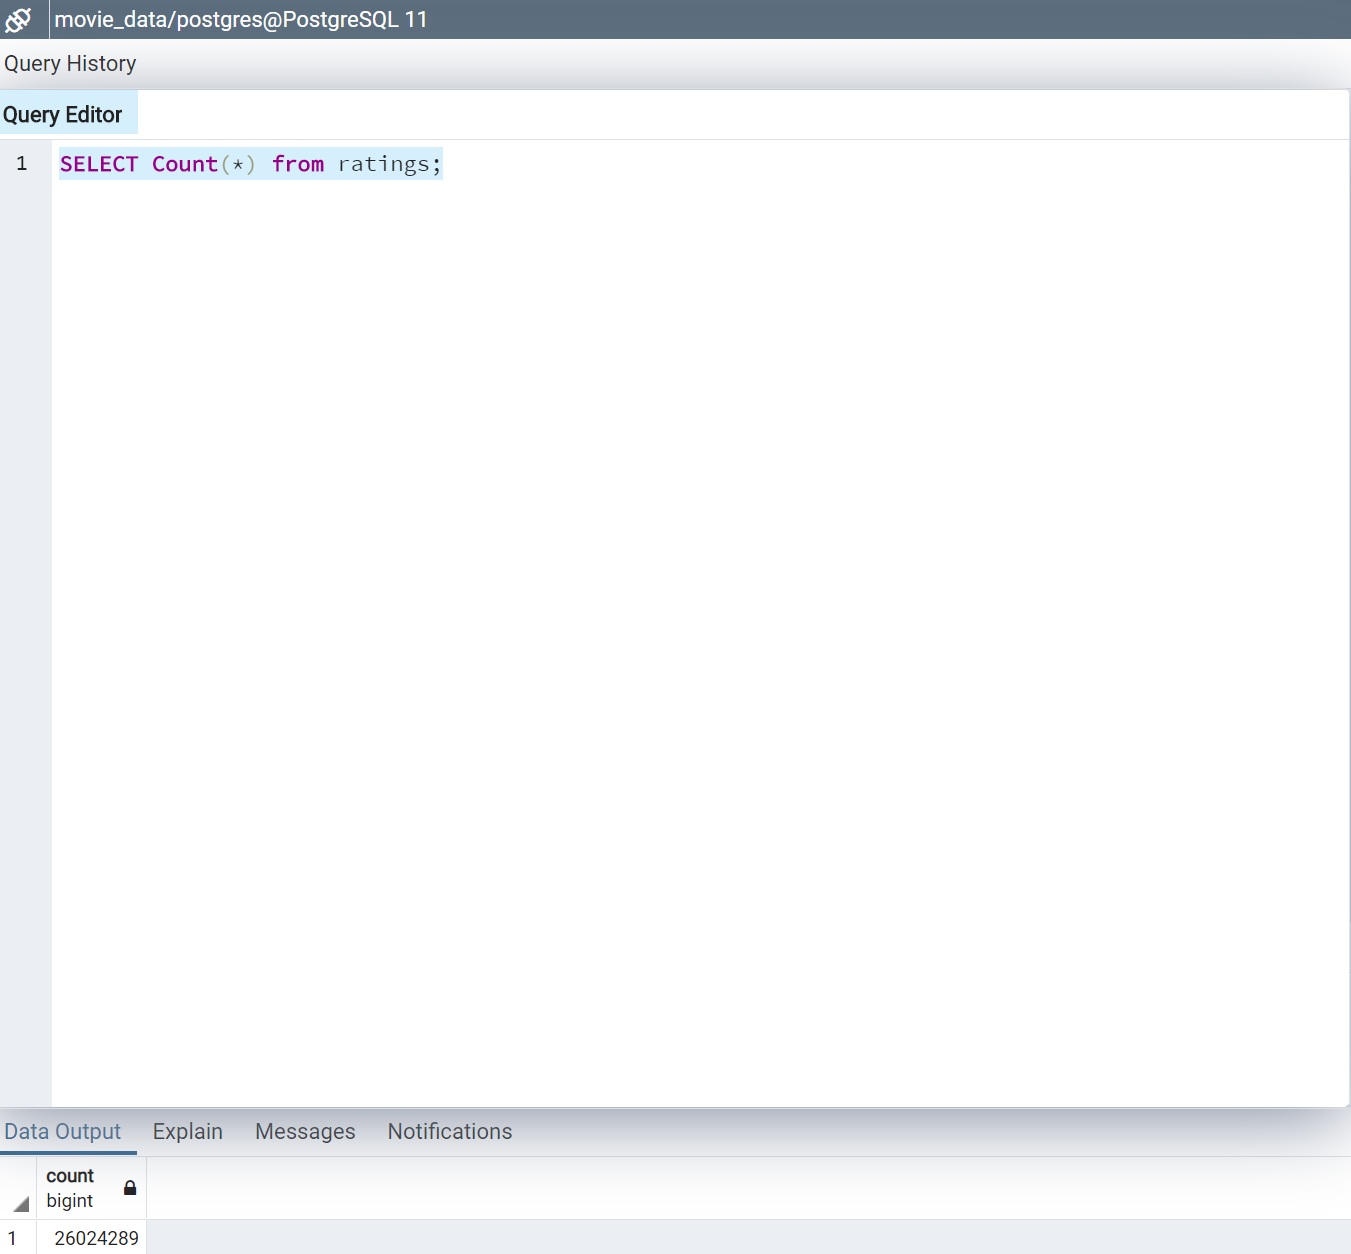 movie_data/postgres@PostgreSQL 11
Query History
Query Editor
1 SELECT Count(*) from ratings;
Data Output Explain Messages Notifications
count
bigint
1 26024289